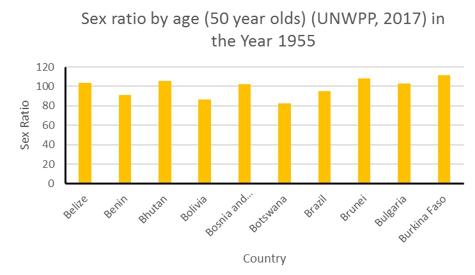 Sex ratio by age (50 year olds) (UNWPP, 2017) in
the Year 1955
120
100
80
60
40
20
0
Sex Ratio
Belize
Benin
Bhutan
Bolivia
Bosnia and...
Botswana
Brazil
Brunei
Bulgaria
Burkina Faso
Country